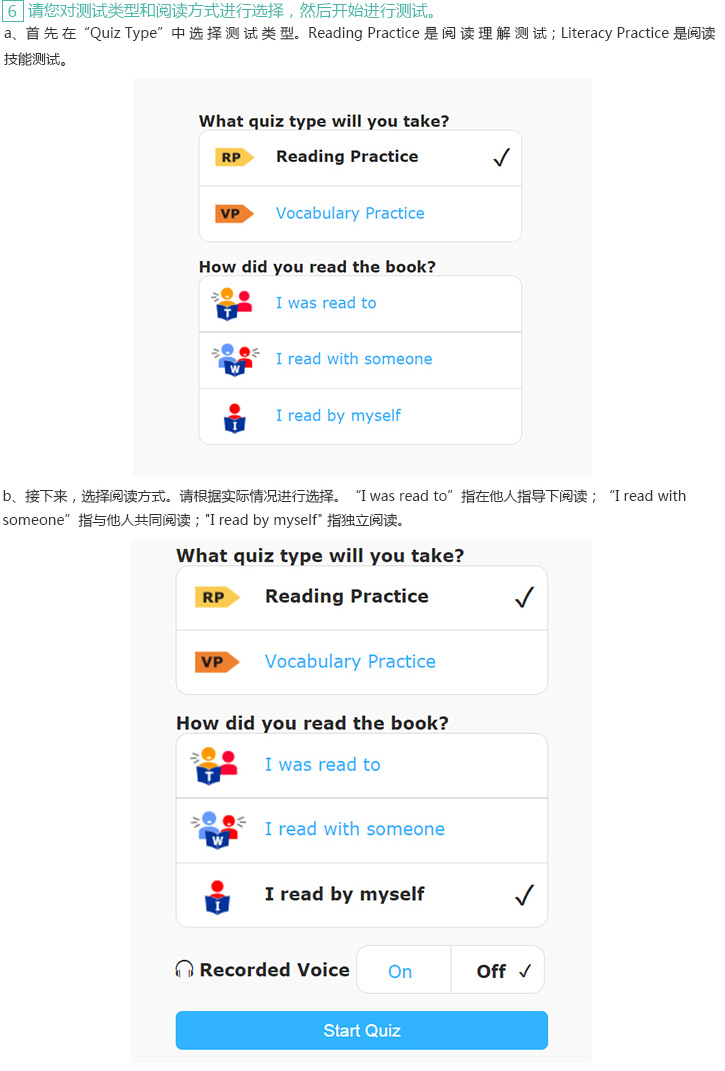 6 请您对测试类型和阅读方式进行选择，然后开始进行测试。
a、首先在“Quiz Type”中选择测试类型。Reading Practice 是阅读理解测试；Literacy Practice 是阅读
技能测试。
What quiz type will you take?
RP Reading Practice ✓
VP Vocabulary Practice
How did you read the book?
T I was read to
W I read with someone
I I read by myself
b、接下来，选择阅读方式。请根据实际情况进行选择。“I was read to”指在他人指导下阅读；“I read with
someone”指与他人共同阅读；"I read by myself" 指独立阅读。
What quiz type will you take?
RP Reading Practice ✓
VP Vocabulary Practice
How did you read the book?
T I was read to
W I read with someone
I I read by myself ✓
Recorded Voice On Off ✓
Start Quiz